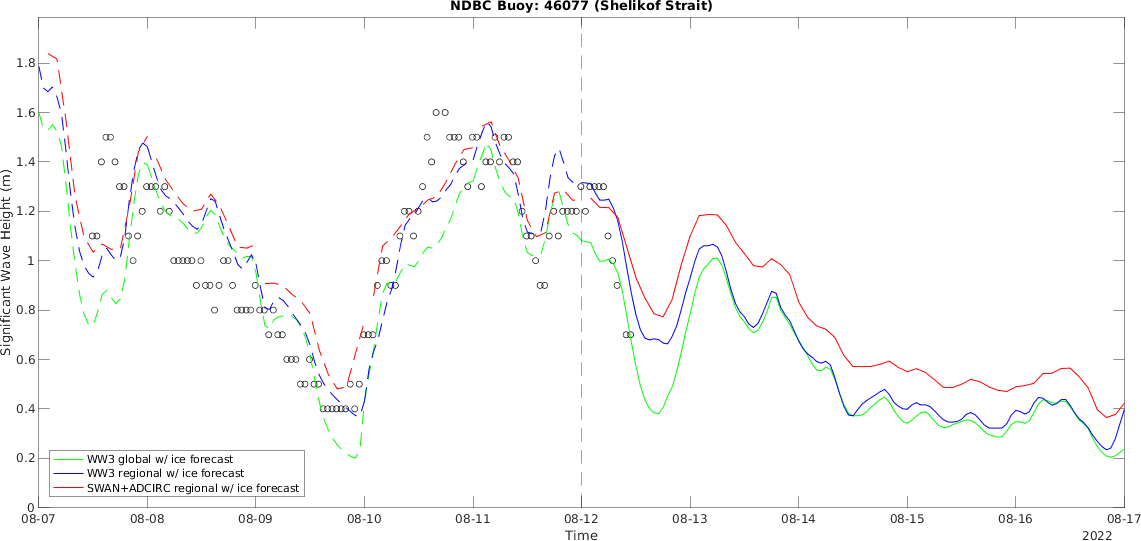 NDBC Buoy: 46077 (Shelikof Strait)
Significant Wave Height (m)
1.8
1.6
1.4
1.2
1
0.8
0.6
0.4
0.2
0
WW3 global w/ ice forecast
WW3 regional w/ ice forecast
SWAN+ADCIRC regional w/ ice forecast
08-07 08-08 08-09 08-10 08-11 08-12 08-13 08-14 08-15 08-16 08-17
Time
2022